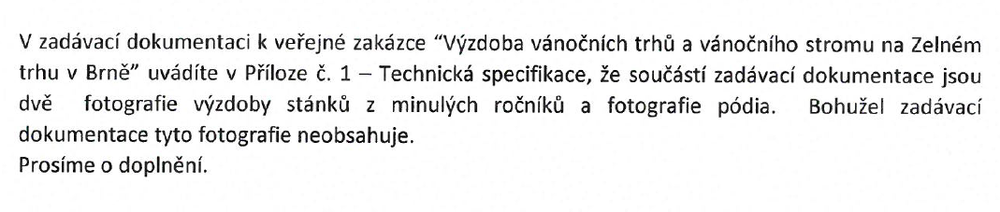 V zadávací dokumentaci k veřejné zakázce “Výzdoba vánočních trhů a vánočního stromu na Zelném
trhu v Brně” uvádíte v Příloze č. 1 – Technická specifikace, že součástí zadávací dokumentace jsou
dvě fotografie výzdoby stánků z minulých ročníků a fotografie pódia. Bohužel zadávací
dokumentace tyto fotografie neobsahuje.
Prosíme o doplnění.